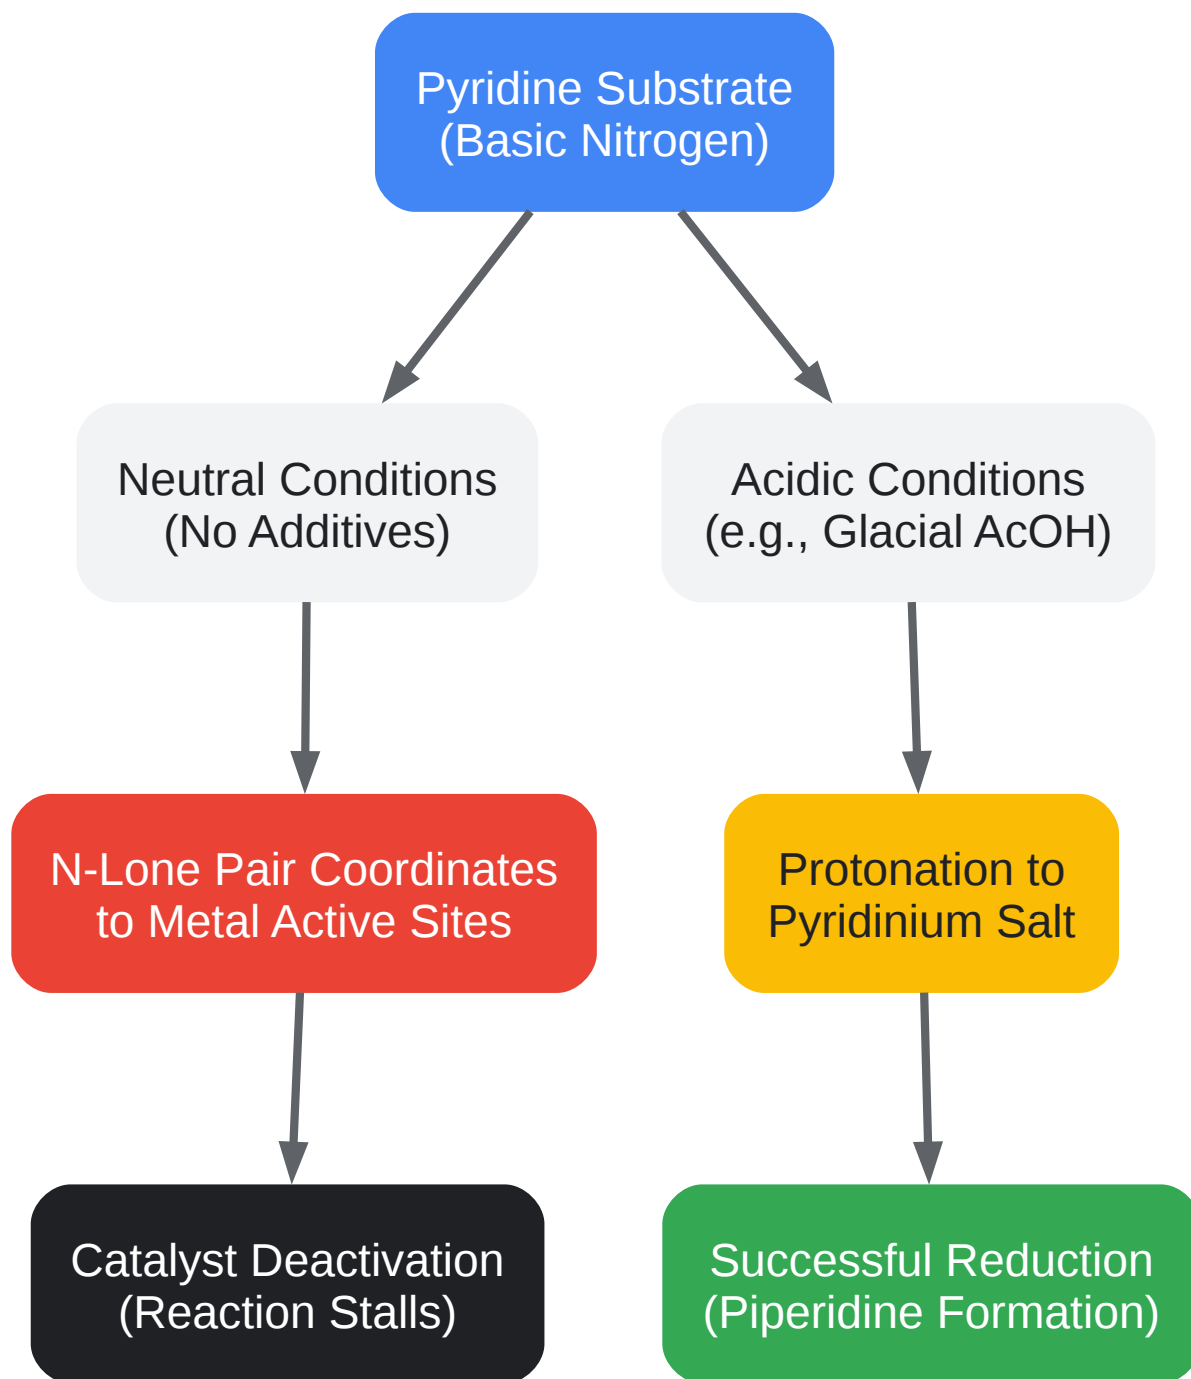 Pyridine Substrate
(Basic Nitrogen)
Neutral Conditions
(No Additives)
Acidic Conditions
(e.g., Glacial AcOH)
N-Lone Pair Coordinates
to Metal Active Sites
Protonation to
Pyridinium Salt
Catalyst Deactivation
(Reaction Stalls)
Successful Reduction
(Piperidine Formation)